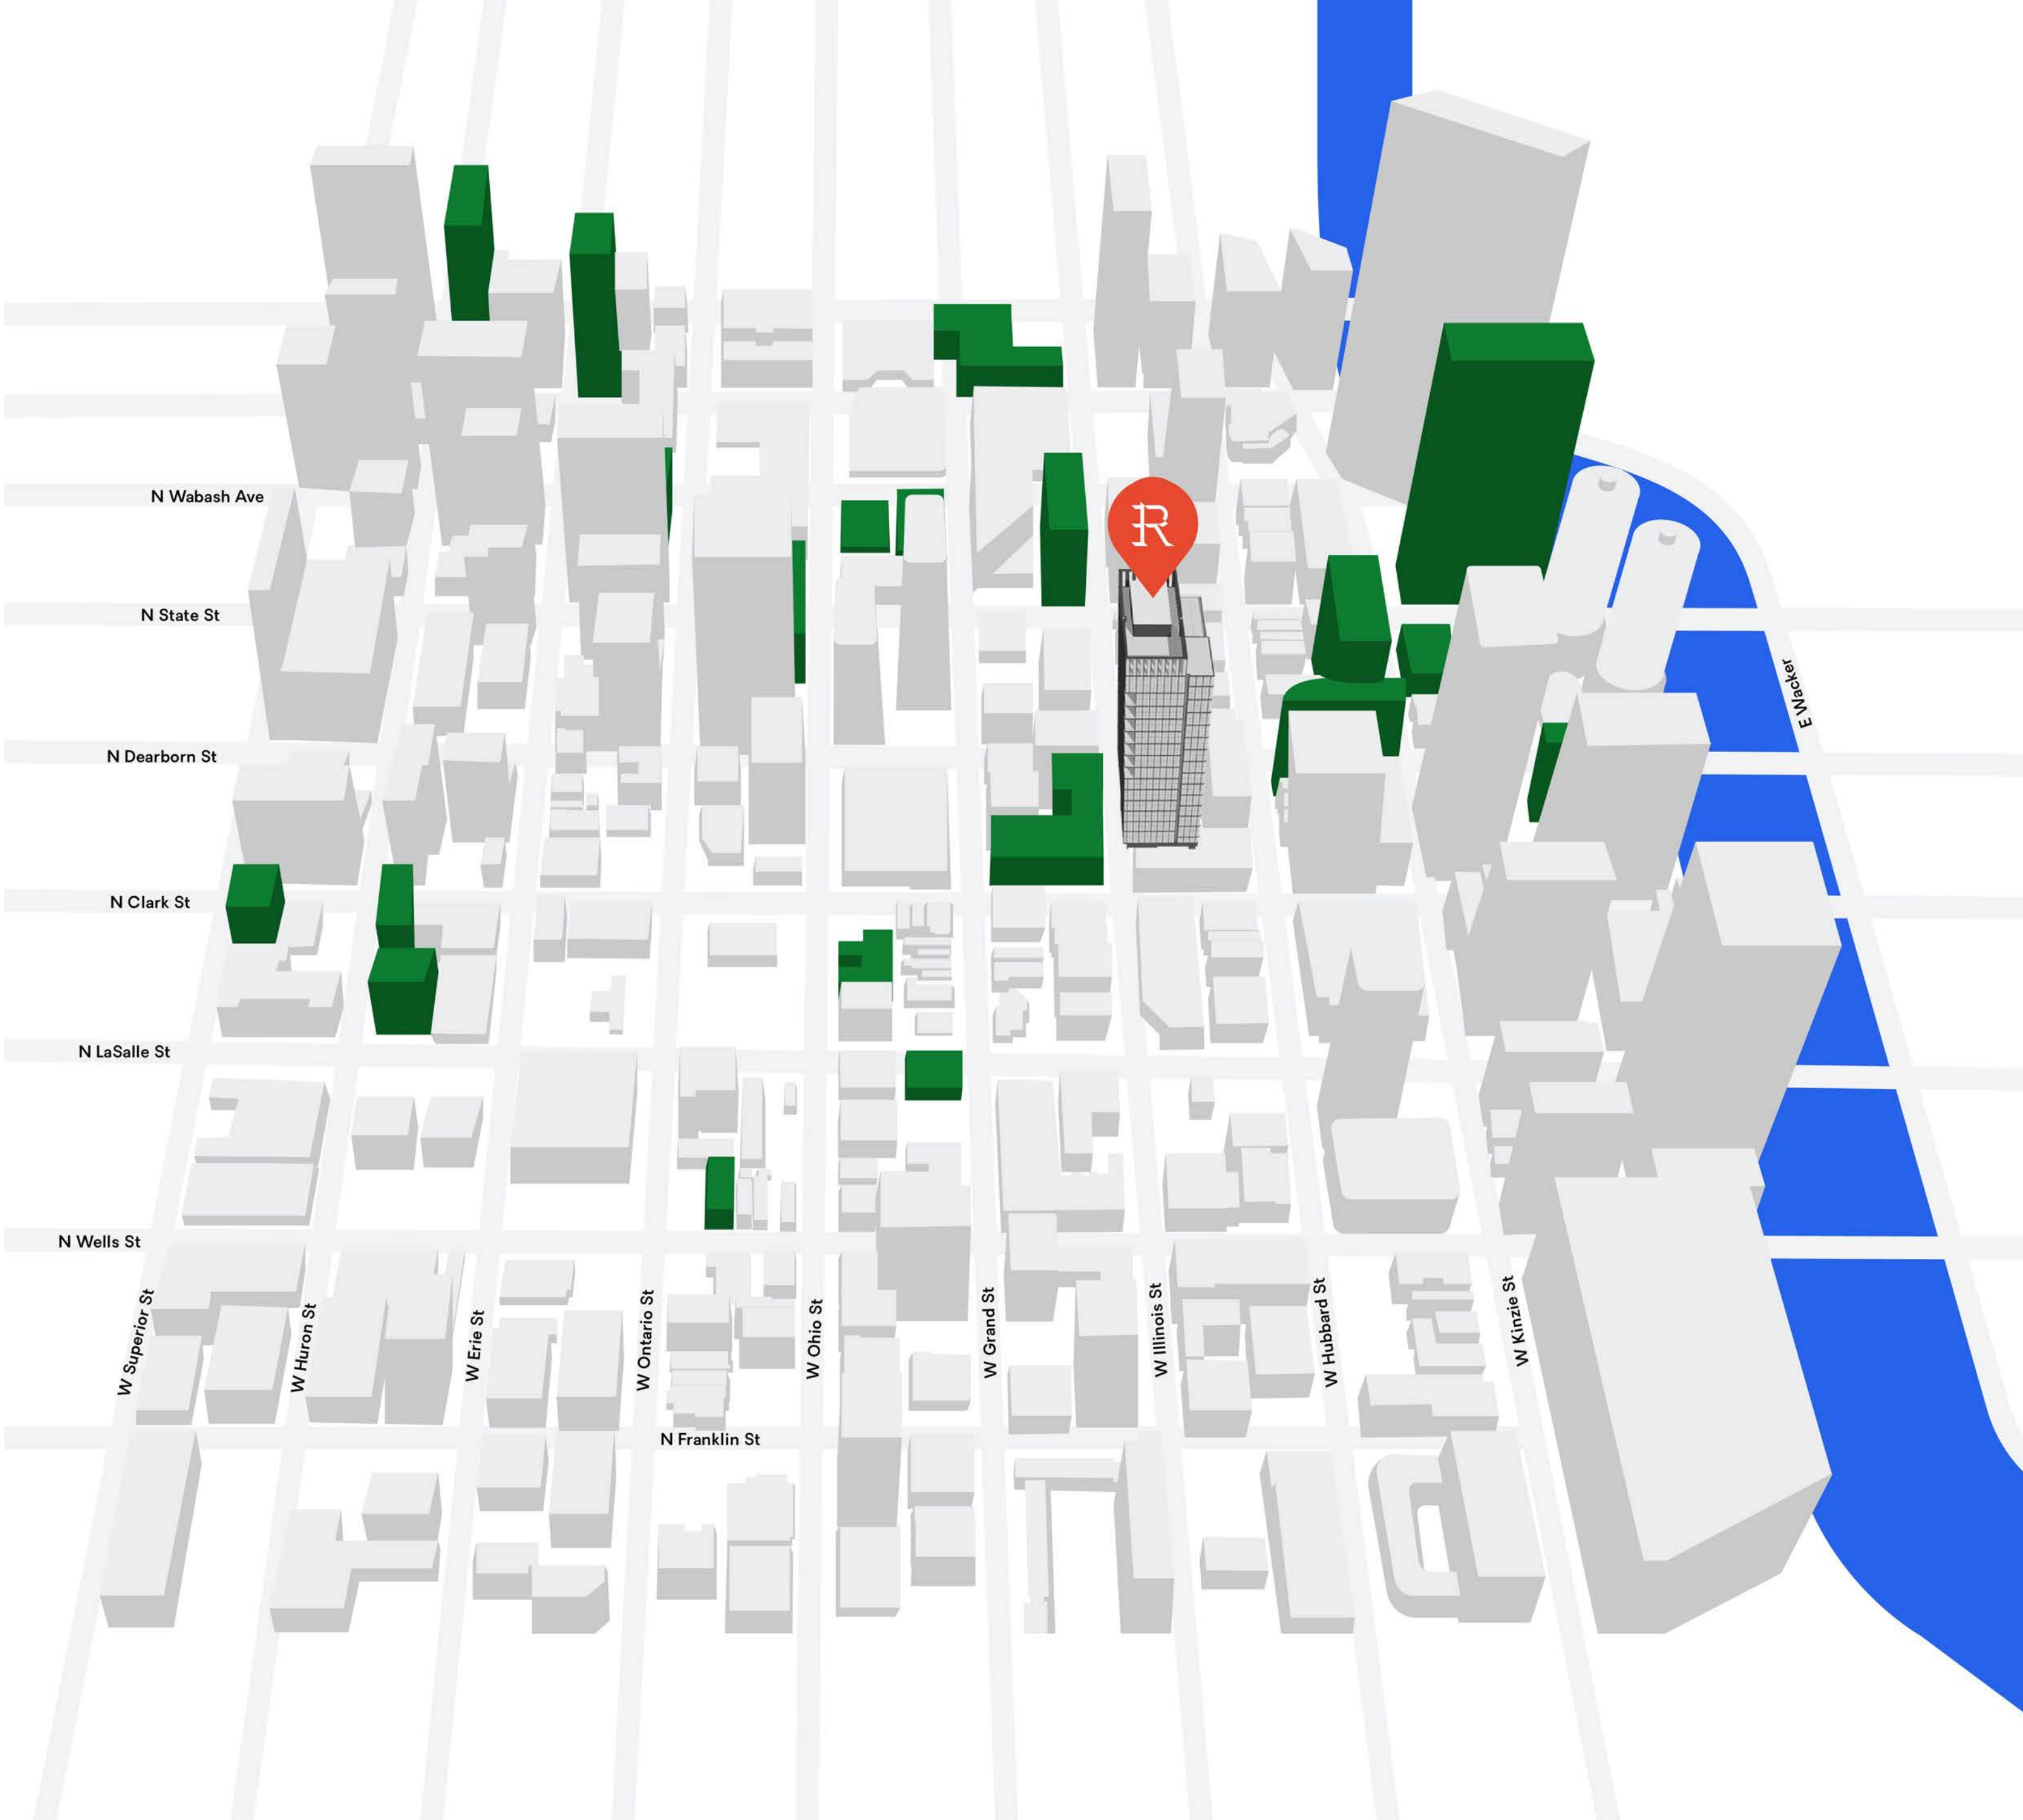 N Wabash Ave
R
N State St
E Wacker
N Dearborn St
N Clark St
N LaSalle St
N Wells St
W Superior St
W Huron St
W Erie St
W Ontario St
W Ohio St
W Grand St
W Illinois St
W Hubbard St
W Kinzie St
N Franklin St